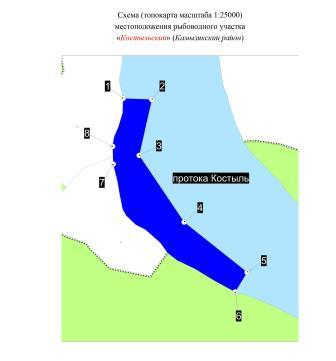 Схема (топокарта масштаба 1:25000)
местоположения рыбоводного участка
«Костыльский» (Камызякский район)
1
2
8
3
протока Костыль
7
4
5
6